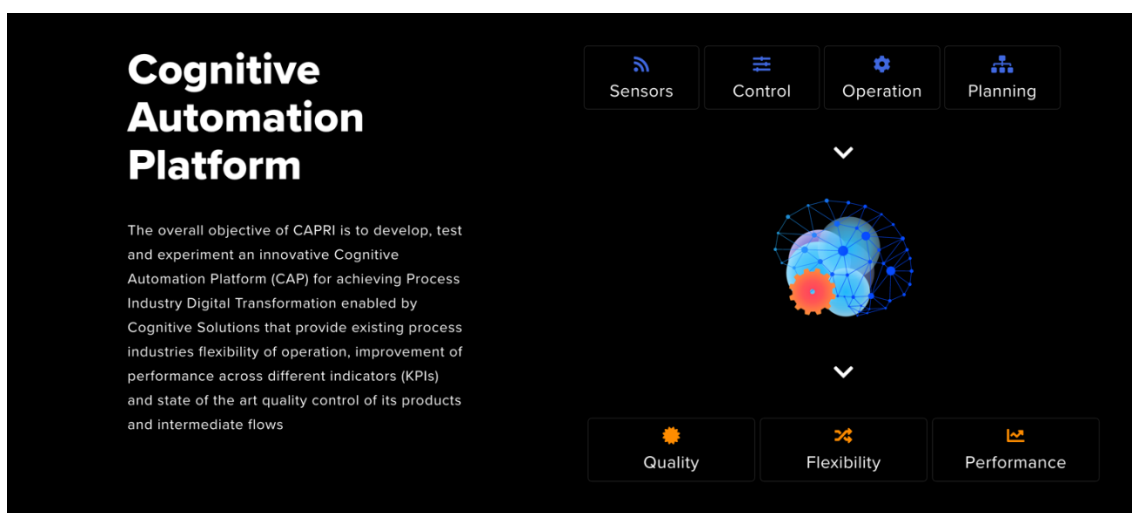 Cognitive
Automation
Platform
The overall objective of CAPRI is to develop, test
and experiment an innovative Cognitive
Automation Platform (CAP) for achieving Process
Industry Digital Transformation enabled by
Cognitive Solutions that provide existing process
industries flexibility of operation, improvement of
performance across different indicators (KPIs)
and state of the art quality control of its products
and intermediate flows
Sensors
Control
Operation
Planning
Quality
Flexibility
Performance